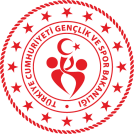 TÜRKİYE CUMHURİYETİ GENÇLİK VE SPOR BAKANLIĞI